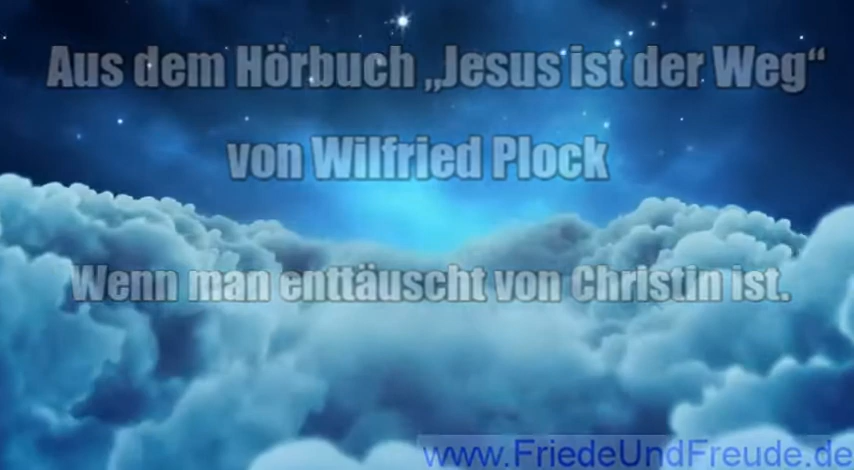 Aus dem Hörbuch „Jesus ist der Weg“
von Wilfried Plock
Wenn man enttäuscht von Christin ist.
www.FriedeUndFreude.de